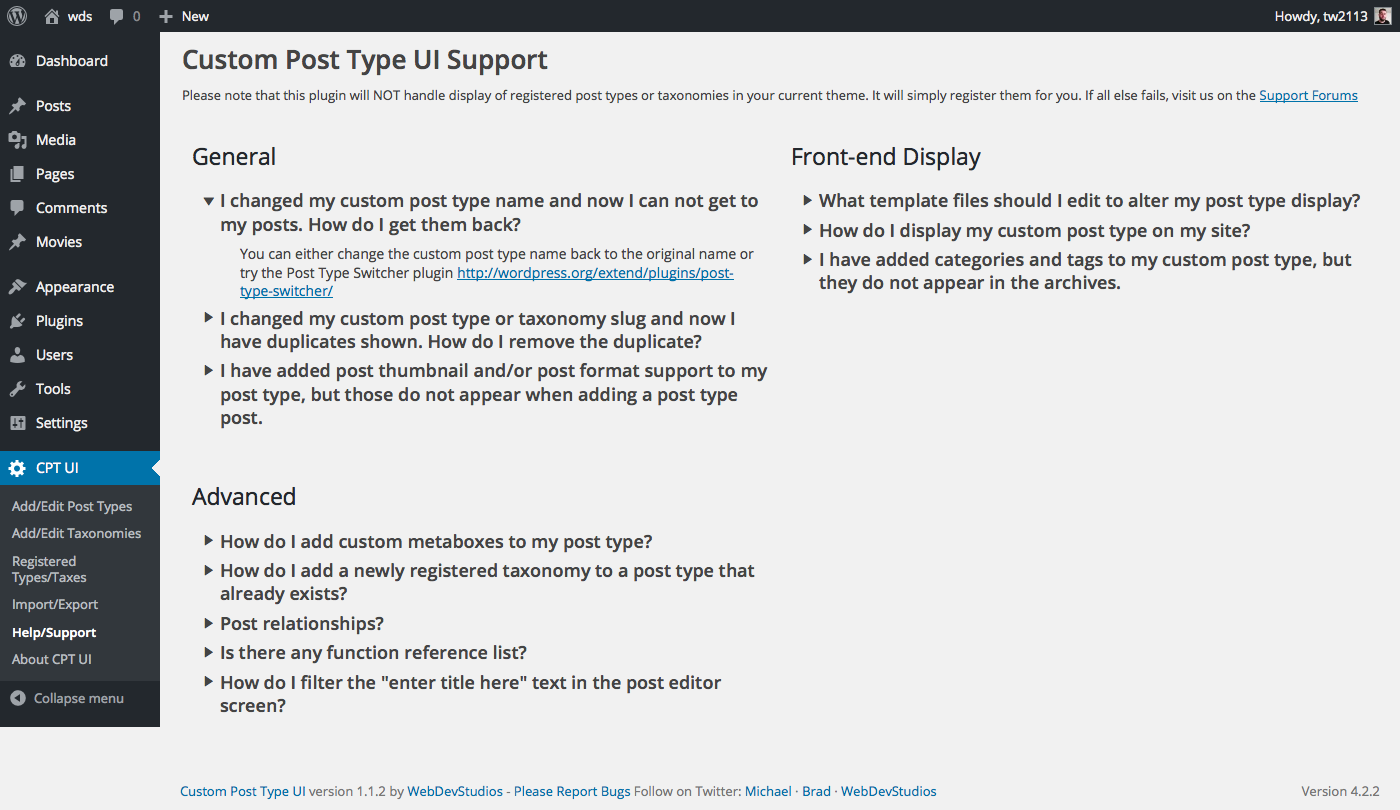 wds
0
New
Howdy, tw2113
Dashboard
Posts
Media
Pages
Comments
Movies
Appearance
Plugins
Users
Tools
Settings
CPT UI
Add/Edit Post Types
Add/Edit Taxonomies
Registered
Types/Taxes
Import/Export
Help/Support
About CPT UI
Collapse menu
Custom Post Type UI Support
Please note that this plugin will NOT handle display of registered post types or taxonomies in your current theme. It will simply register them for you. If all else fails, visit us on the Support Forums
General
I changed my custom post type name and now I can not get to
my posts. How do I get them back?
You can either change the custom post type name back to the original name or
try the Post Type Switcher plugin http://wordpress.org/extend/plugins/post-
type-switcher/
I changed my custom post type or taxonomy slug and now I
have duplicates shown. How do I remove the duplicate?
I have added post thumbnail and/or post format support to my
post type, but those do not appear when adding a post type
post.
Front-end Display
What template files should I edit to alter my post type display?
How do I display my custom post type on my site?
I have added categories and tags to my custom post type, but
they do not appear in the archives.
Advanced
How do I add custom metaboxes to my post type?
How do I add a newly registered taxonomy to a post type that
already exists?
Post relationships?
Is there any function reference list?
How do I filter the "enter title here" text in the post editor
screen?
Custom Post Type UI version 1.1.2 by WebDevStudios - Please Report Bugs Follow on Twitter: Michael · Brad · WebDevStudios
Version 4.2.2